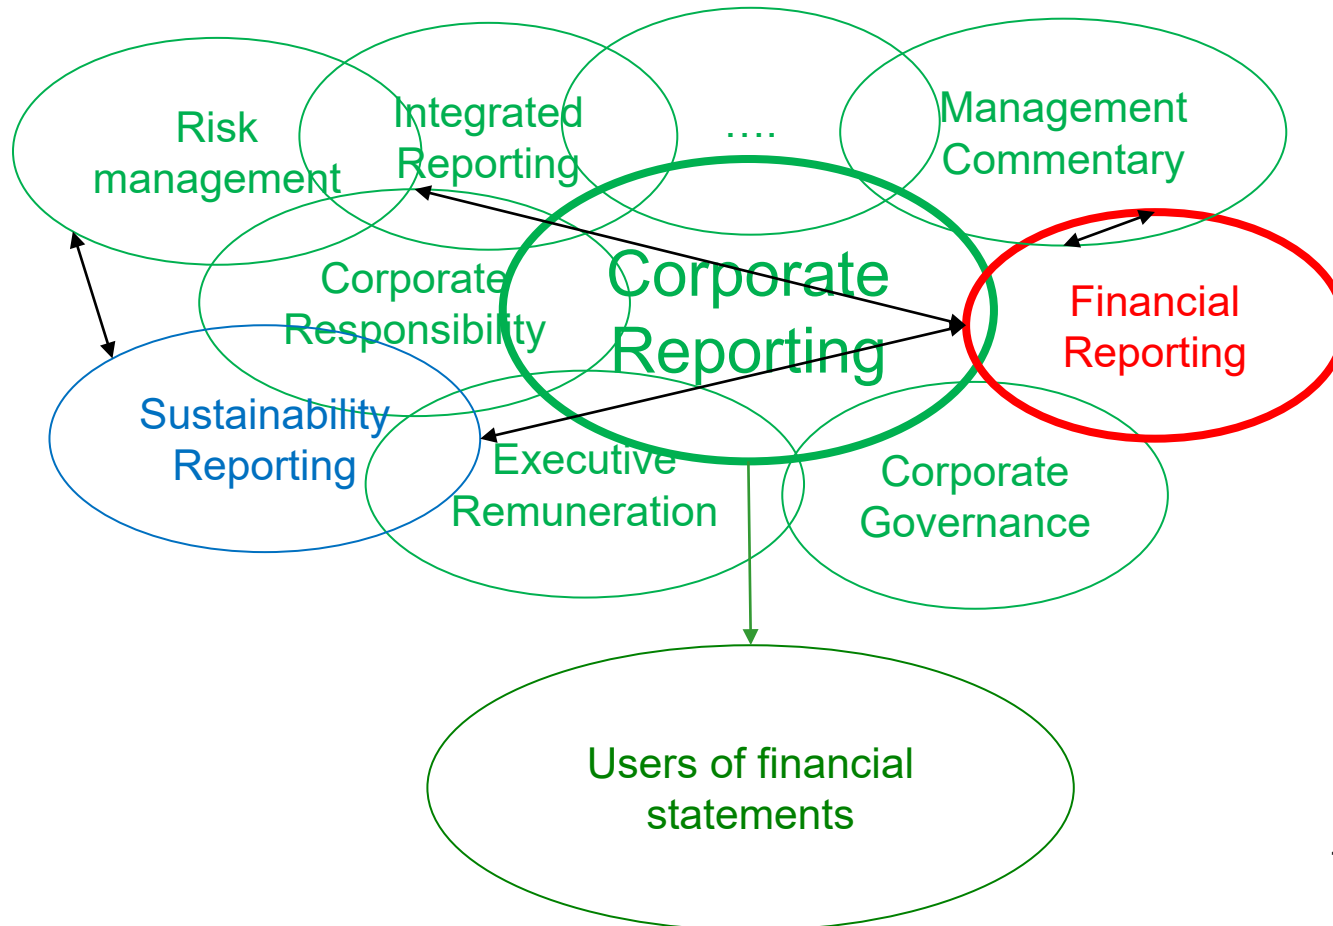 Risk
management
Integrated
Reporting
....
Management
Commentary
Corporate
Responsibility
Corporate
Reporting
Financial
Reporting
Sustainability
Reporting
Executive
Remuneration
Corporate
Governance
Users of financial
statements